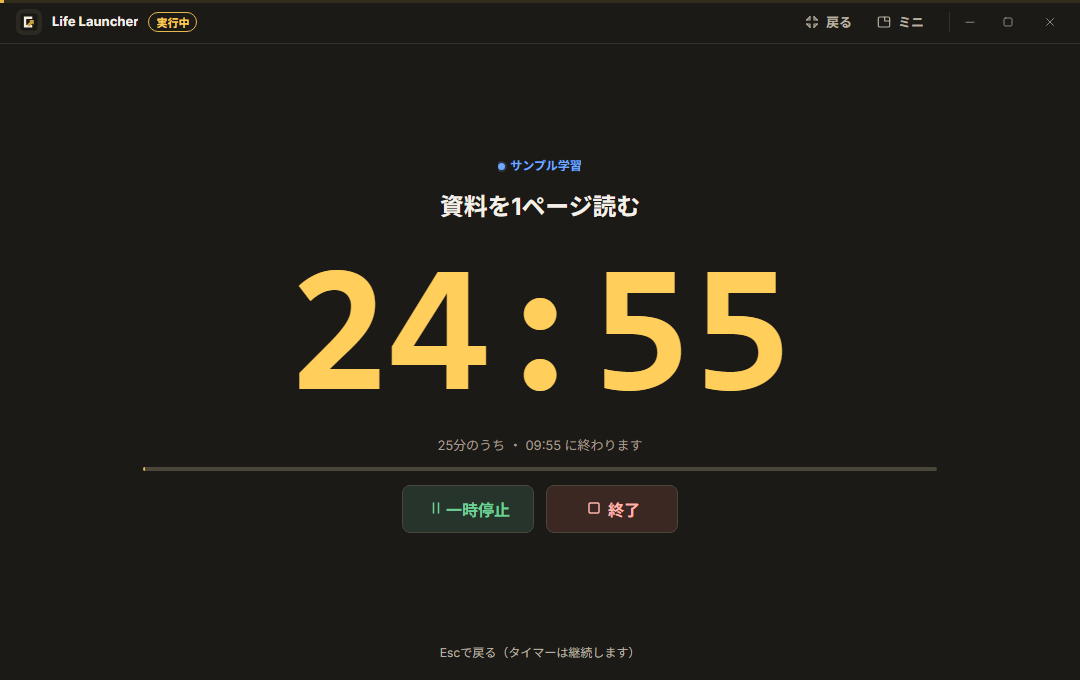 Life Launcher 実行中 戻る ミニ
サンプル学習
資料を1ページ読む
24:55
25分のうち ・ 09:55 に終わります
一時停止 終了
Escで戻る（タイマーは継続します）